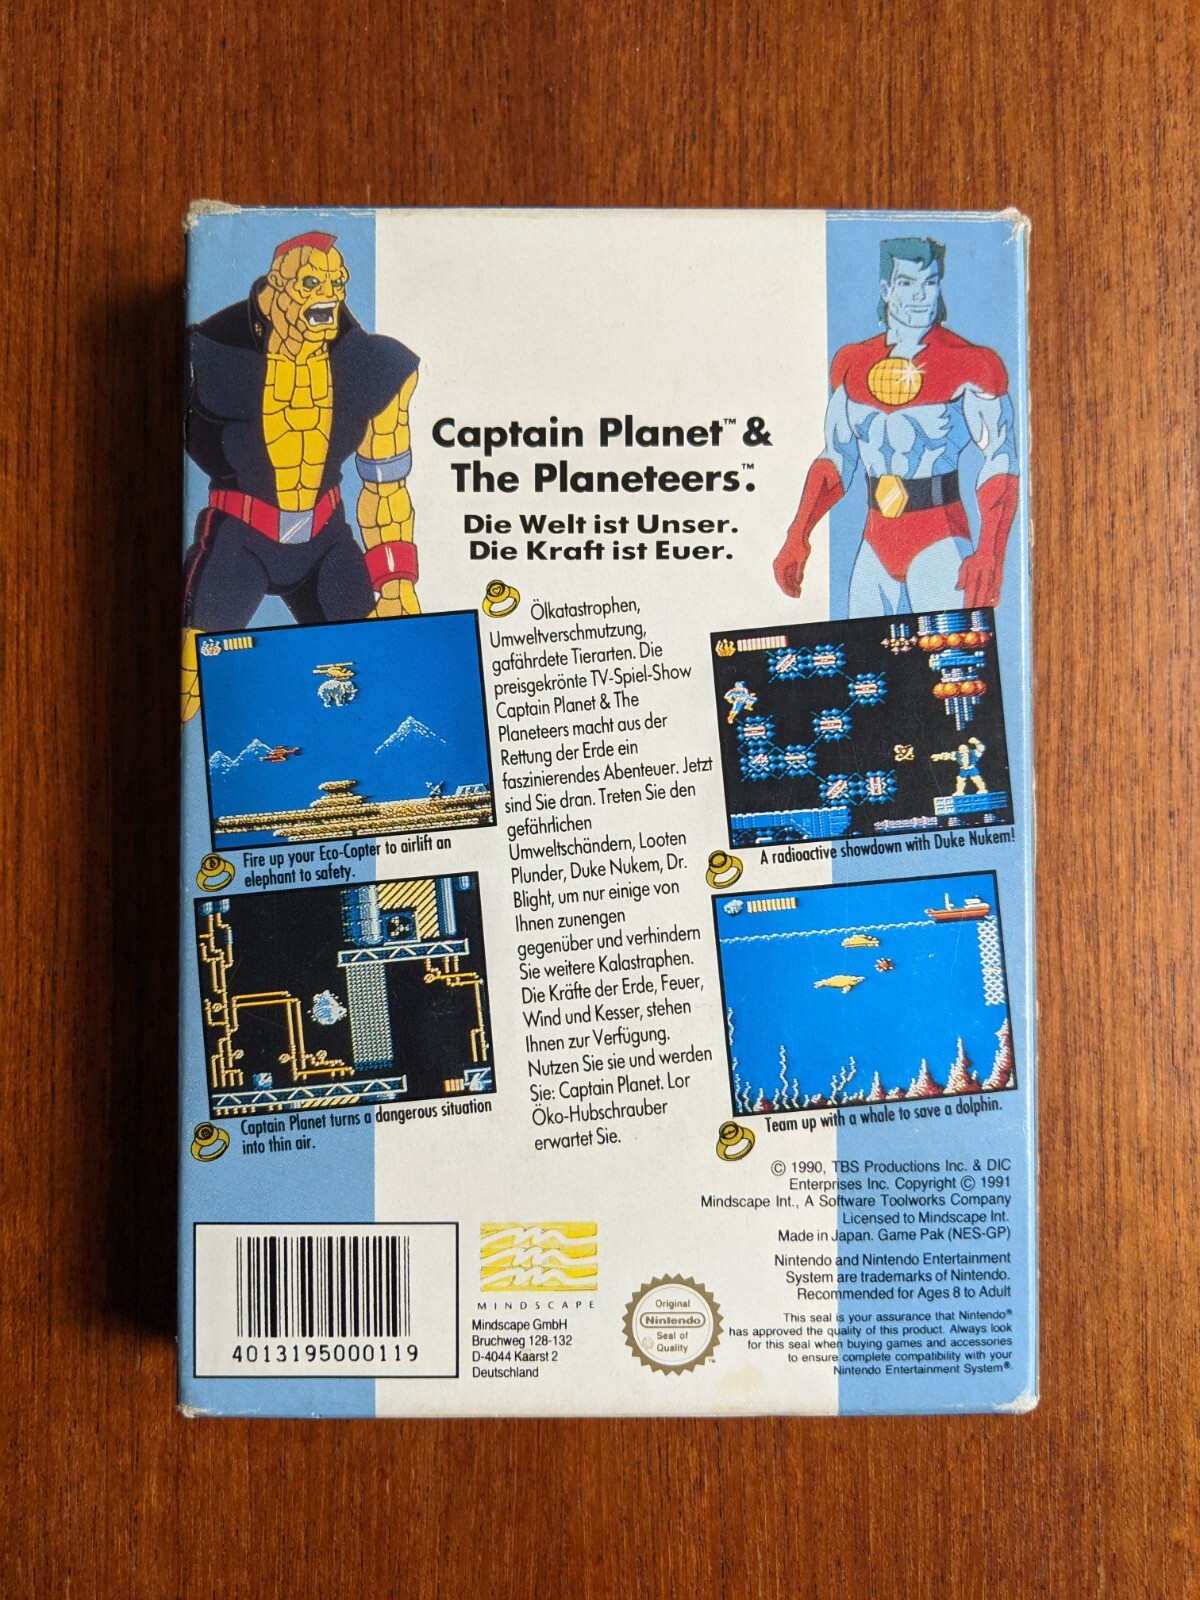 Captain Planet™ &
The Planeteers™.
Die Welt ist Unser.
Die Kraft ist Euer.
Ölkatastrophen,
Umweltverschmutzung,
gafährdete Tierarten. Die
preisgekrönte TV-Spiel-Show
Captain Planet & The
Planeteers macht aus der
Rettung der Erde ein
faszinierendes Abenteuer. Jetzt
sind Sie dran. Treten Sie den
gefährlichen
Umweltschändern, Looten
Plunder, Duke Nukem, Dr.
Blight, um nur einige von
Ihnen zunengen
gegenüber und verhindern
Sie weitere Kalastraphen.
Die Kräfte der Erde, Feuer,
Wind und Kesser, stehen
Ihnen zur Verfügung.
Nutzen Sie sie und werden
Sie: Captain Planet. Lor
Öko-Hubschrauber
erwartet Sie.
Fire up your Eco-Copter to airlift an
elephant to safety.
Captain Planet turns a dangerous situation
into thin air.
A radioactive showdown with Duke Nukem!
Team up with a whale to save a dolphin.
© 1990, TBS Productions Inc. & DIC
Enterprises Inc. Copyright © 1991
Mindscape Int., A Software Toolworks Company
Licensed to Mindscape Int.
Made in Japan. Game Pak (NES-GP)
Nintendo and Nintendo Entertainment
System are trademarks of Nintendo.
Recommended for Ages 8 to Adult
This seal is your assurance that Nintendo®
has approved the quality of this product. Always look
for this seal when buying games and accessories
to ensure complete compatibility with your
Nintendo Entertainment System®.
4013195000119
MINDSCAPE
Mindscape GmbH
Bruchweg 128-132
D-4044 Kaarst 2
Deutschland
Original
Nintendo
Seal of
Quality
™